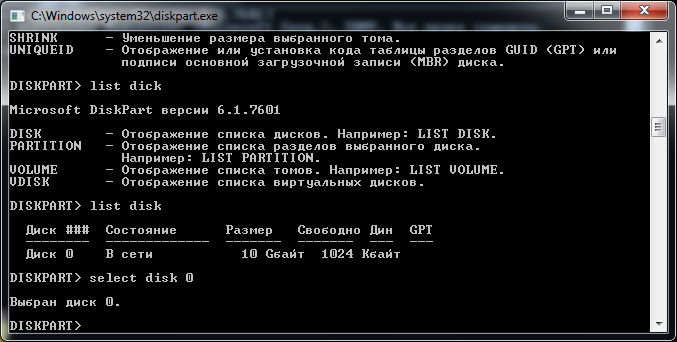 C:\Windows\system32\diskpart.exe
SHRINK      - Уменьшение размера выбранного тома.
UNIQUEID    - Отображение или установка кода таблицы разделов GUID (GPT) или
              подписи основной загрузочной записи (MBR) диска.
DISKPART> list dick
Microsoft DiskPart версии 6.1.7601
DISK        - Отображение списка дисков. Например: LIST DISK.
PARTITION   - Отображение списка разделов выбранного диска.
              Например: LIST PARTITION.
VOLUME      - Отображение списка томов. Например: LIST VOLUME.
VDISK       - Отображение списка виртуальных дисков.
DISKPART> list disk
  Диск ###  Состояние      Размер   Свободно  Дин  GPT
  --------  -------------  -------  --------  ---  ---
  Диск 0    В сети           10 Gбайт  1024 Kбайт
DISKPART> select disk 0
Выбран диск 0.
DISKPART>